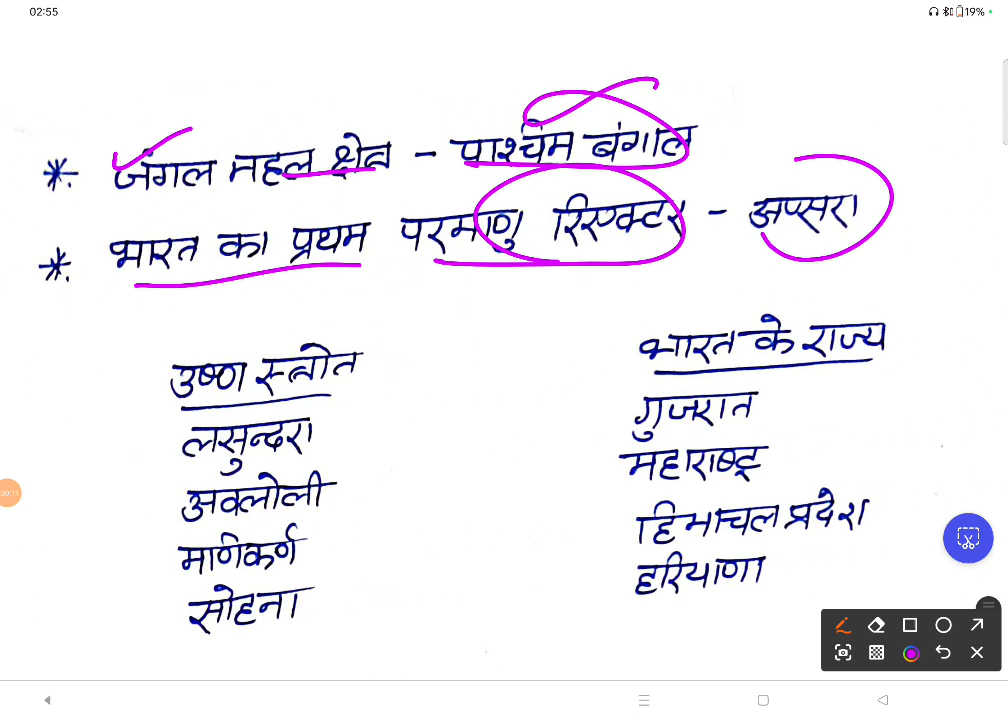 02:55
19%
*. जंगल महल क्षेत्र - पश्चिम बंगाल
*. भारत का प्रथम परमाणु रिएक्टर - अप्सरा
उष्ण स्त्रोत
भारत के राज्य
लसुन्दरा
गुजरात
अक्लोली
महाराष्ट्र
मणिकर्ण
हिमाचल प्रदेश
सोहना
हरियाणा